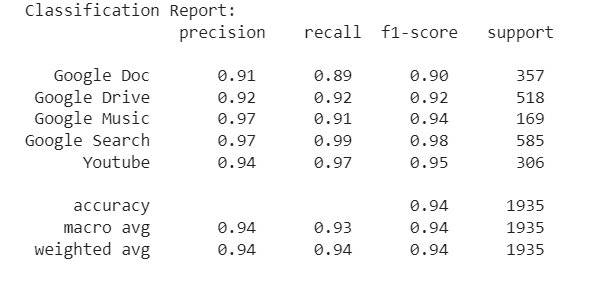 Classification Report:
precision recall f1-score support
Google Doc 0.91 0.89 0.90 357
Google Drive 0.92 0.92 0.92 518
Google Music 0.97 0.91 0.94 169
Google Search 0.97 0.99 0.98 585
Youtube 0.94 0.97 0.95 306
accuracy 0.94 1935
macro avg 0.94 0.93 0.94 1935
weighted avg 0.94 0.94 0.94 1935